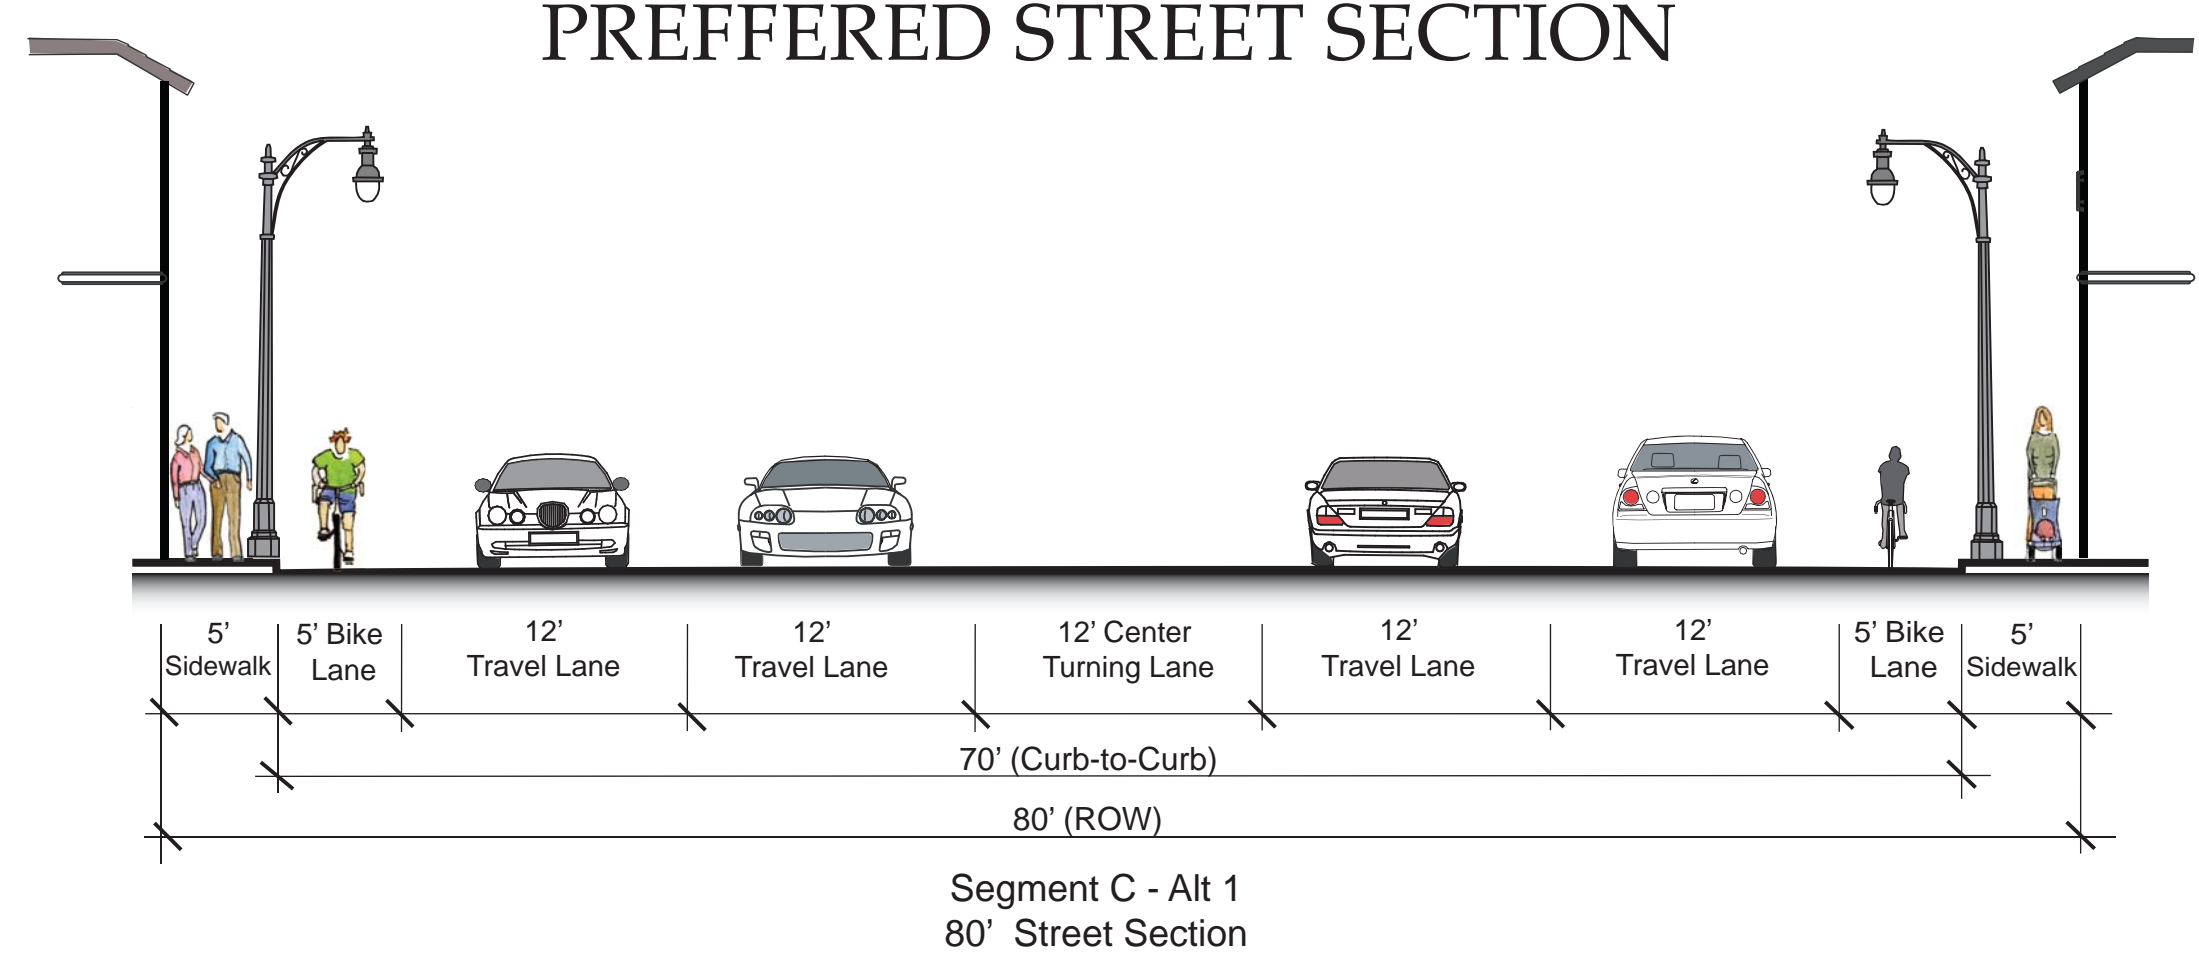 PREFFERED STREET SECTION
5’ Sidewalk
5’ Bike Lane
12’ Travel Lane
12’ Travel Lane
12’ Center Turning Lane
12’ Travel Lane
12’ Travel Lane
5’ Bike Lane
5’ Sidewalk
70’ (Curb-to-Curb)
80’ (ROW)
Segment C - Alt 1
80’ Street Section